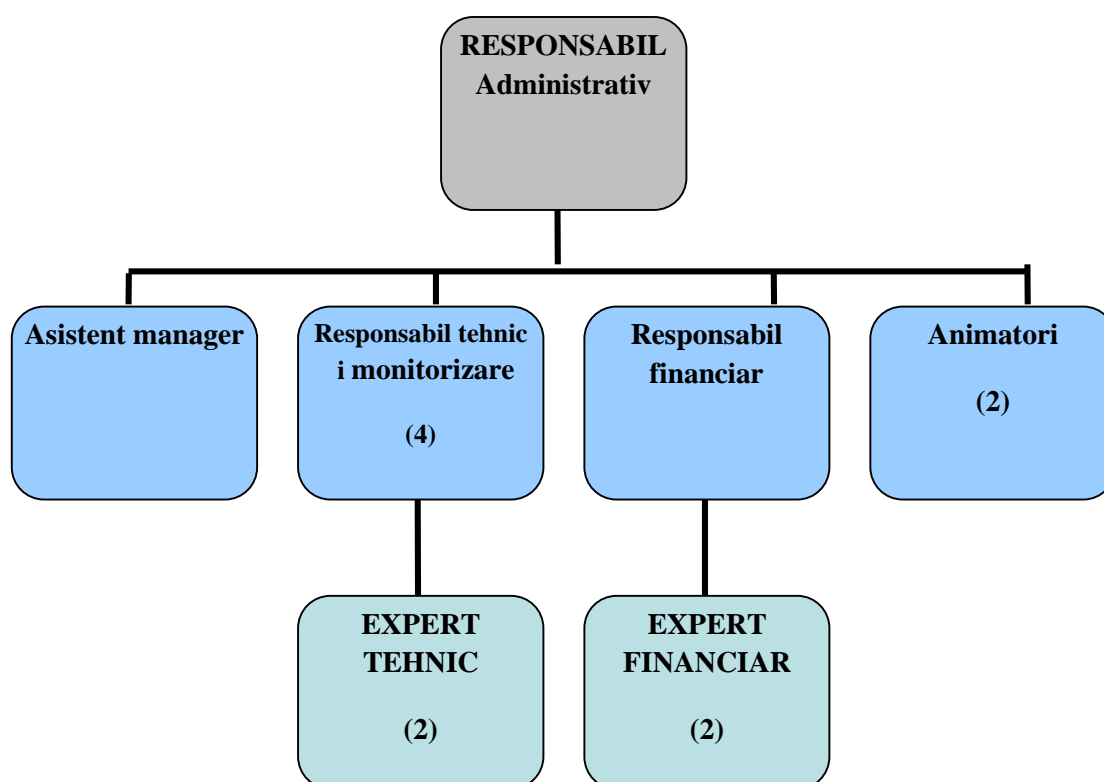 RESPONSABIL
Administrativ
Asistent manager
Responsabil tehnic
i monitorizare
(4)
Responsabil
financiar
Animatori
(2)
EXPERT
TEHNIC
(2)
EXPERT
FINANCIAR
(2)